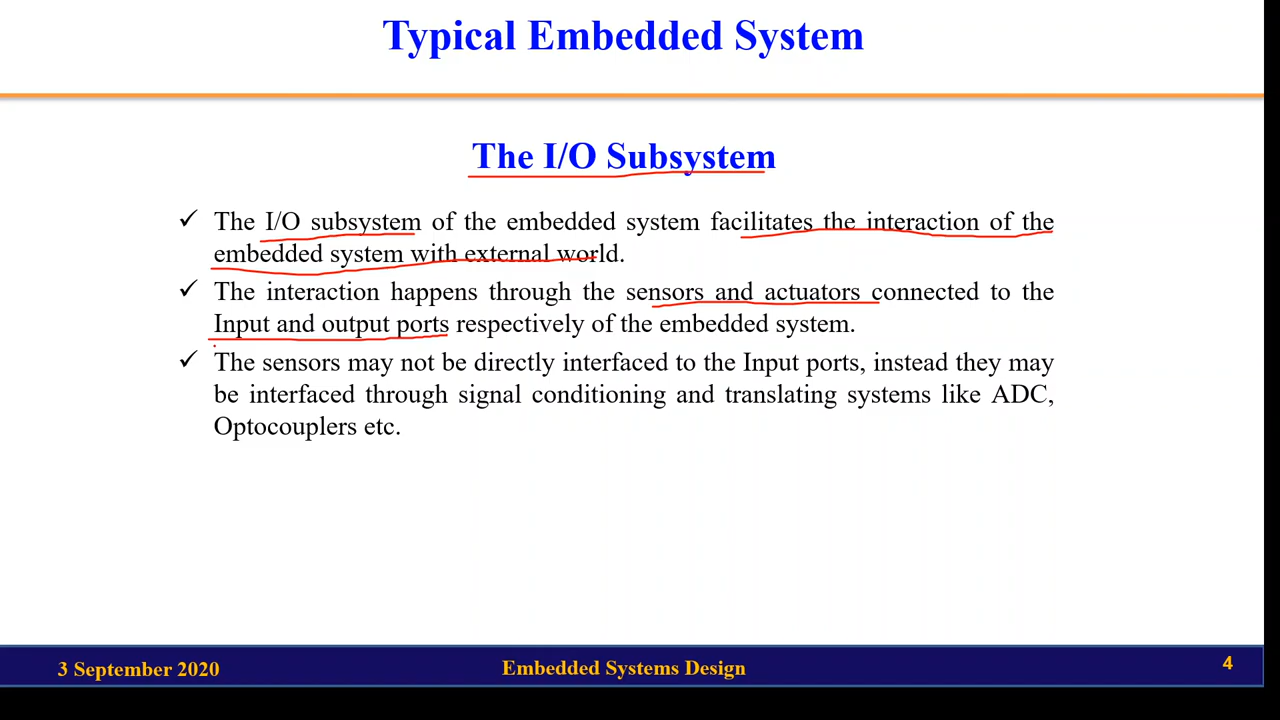 Typical Embedded System
The I/O Subsystem
✓ The I/O subsystem of the embedded system facilitates the interaction of the
embedded system with external world.
✓ The interaction happens through the sensors and actuators connected to the
Input and output ports respectively of the embedded system.
✓ The sensors may not be directly interfaced to the Input ports, instead they may
be interfaced through signal conditioning and translating systems like ADC,
Optocouplers etc.
3 September 2020
Embedded Systems Design
4